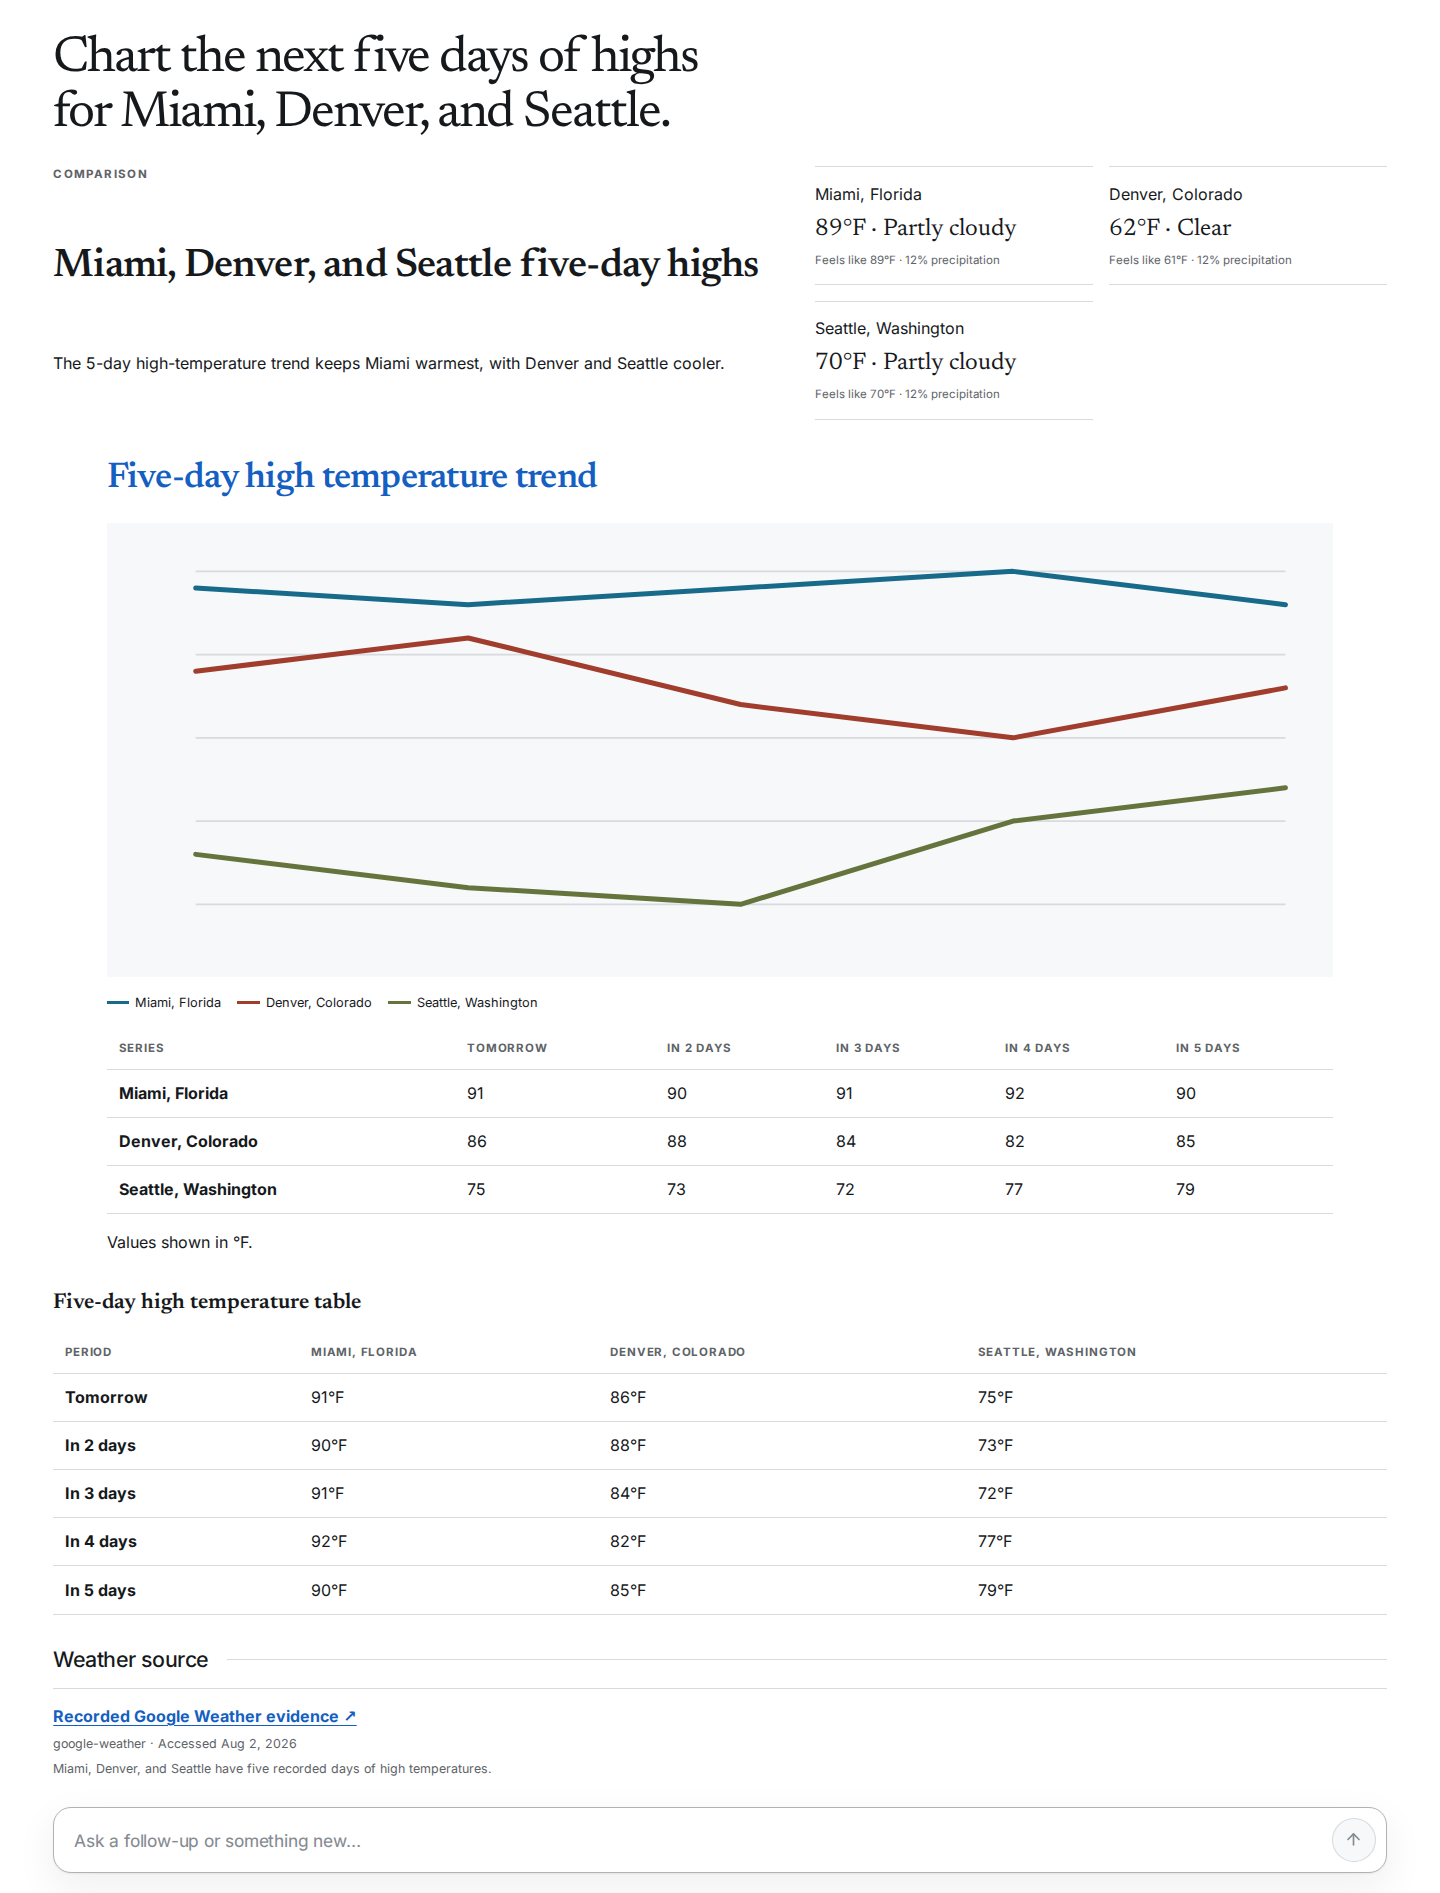 Chart the next five days of highs
for Miami, Denver, and Seattle.
COMPARISON
Miami, Denver, and Seattle five-day highs
The 5-day high-temperature trend keeps Miami warmest, with Denver and Seattle cooler.
Miami, Florida
89°F · Partly cloudy
Feels like 89°F · 12% precipitation
Denver, Colorado
62°F · Clear
Feels like 61°F · 12% precipitation
Seattle, Washington
70°F · Partly cloudy
Feels like 70°F · 12% precipitation
Five-day high temperature trend
Miami, Florida Denver, Colorado Seattle, Washington
SERIES TOMORROW IN 2 DAYS IN 3 DAYS IN 4 DAYS IN 5 DAYS
Miami, Florida 91 90 91 92 90
Denver, Colorado 86 88 84 82 85
Seattle, Washington 75 73 72 77 79
Values shown in °F.
Five-day high temperature table
PERIOD MIAMI, FLORIDA DENVER, COLORADO SEATTLE, WASHINGTON
Tomorrow 91°F 86°F 75°F
In 2 days 90°F 88°F 73°F
In 3 days 91°F 84°F 72°F
In 4 days 92°F 82°F 77°F
In 5 days 90°F 85°F 79°F
Weather source
Recorded Google Weather evidence ↗
google-weather · Accessed Aug 2, 2026
Miami, Denver, and Seattle have five recorded days of high temperatures.
Ask a follow-up or something new...